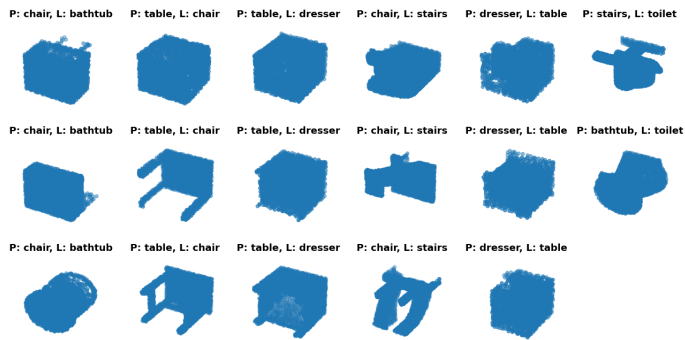 P: chair, L: bathtub
P: table, L: chair
P: table, L: dresser
P: chair, L: stairs
P: dresser, L: table
P: stairs, L: toilet
P: chair, L: bathtub
P: table, L: chair
P: table, L: dresser
P: chair, L: stairs
P: dresser, L: table
P: bathtub, L: toilet
P: chair, L: bathtub
P: table, L: chair
P: table, L: dresser
P: chair, L: stairs
P: dresser, L: table